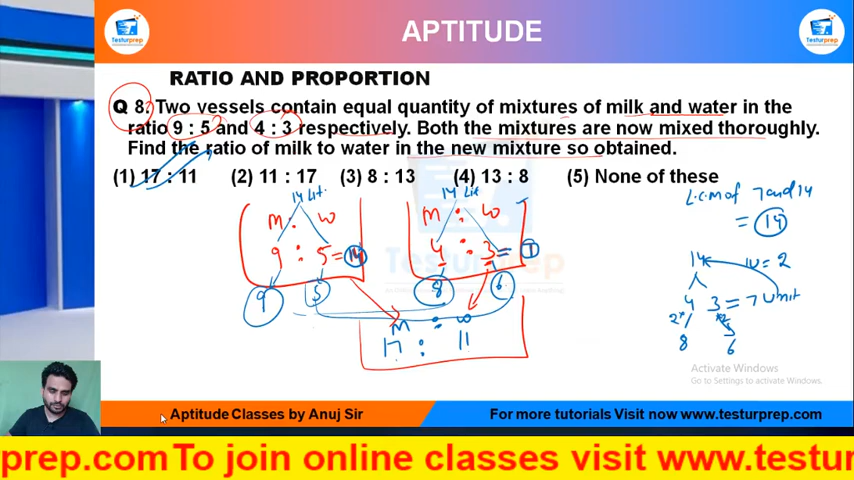 Testurprep
APTITUDE
Testurprep
RATIO AND PROPORTION
Q 8. Two vessels contain equal quantity of mixtures of milk and water in the
ratio 9 : 5 and 4 : 3 respectively. Both the mixtures are now mixed thoroughly.
Find the ratio of milk to water in the new mixture so obtained.
(1) 17 : 11 (2) 11 : 17 (3) 8 : 13 (4) 13 : 8 (5) None of these
14 Lit. 14 Lit L.C.M of 7 and 14
M : W M : W = 14
9 : 5 = 14 4 : 3 = 7
14 1U = 2
9 5 8 6 4 3 = 7 Unit
M : W 2* *2
17 : 11 8 6
Testurprep
Activate Windows
Go to Settings to activate Windows.
Aptitude Classes by Anuj Sir For more tutorials Visit now www.testurprep.com
prep.com To join online classes visit www.testur